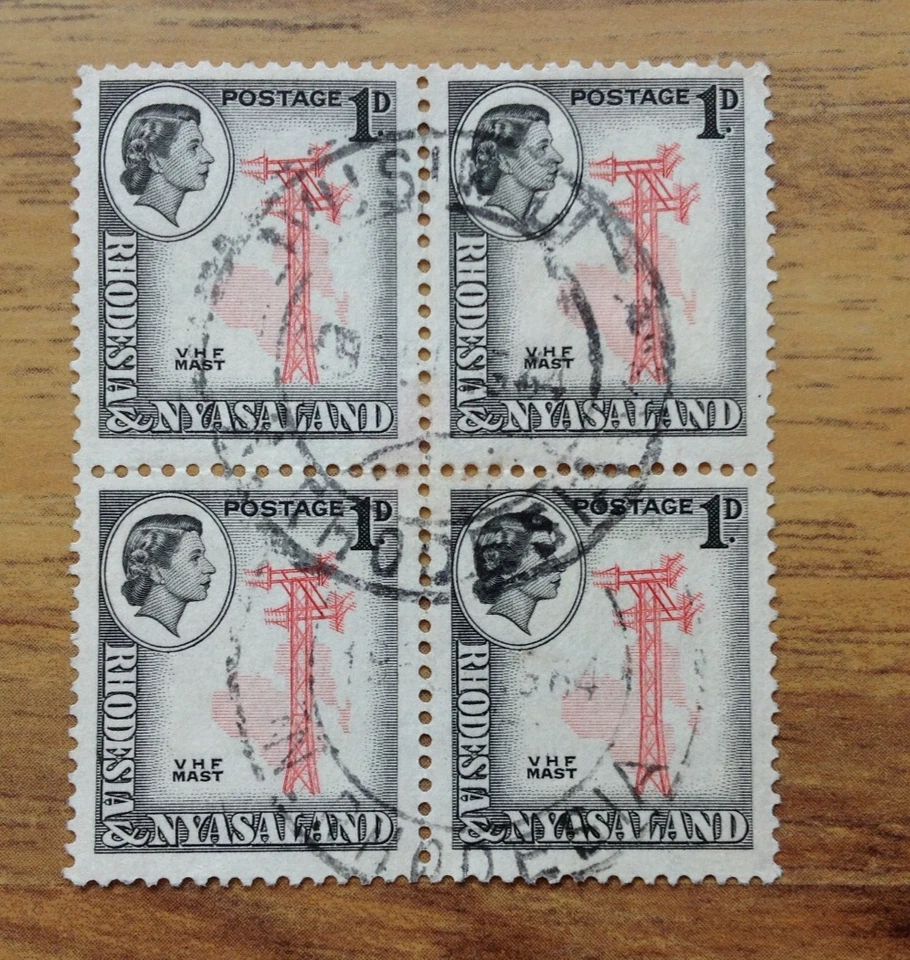 POSTAGE 1D.
RHODESIA
VHF
MAST
& NYASALAND
POSTAGE 1D.
RHODESIA
VHF
MAST
& NYASALAND
POSTAGE 1D.
RHODESIA
VHF
MAST
& NYASALAND
POSTAGE 1D.
RHODESIA
VHF
MAST
& NYASALAND